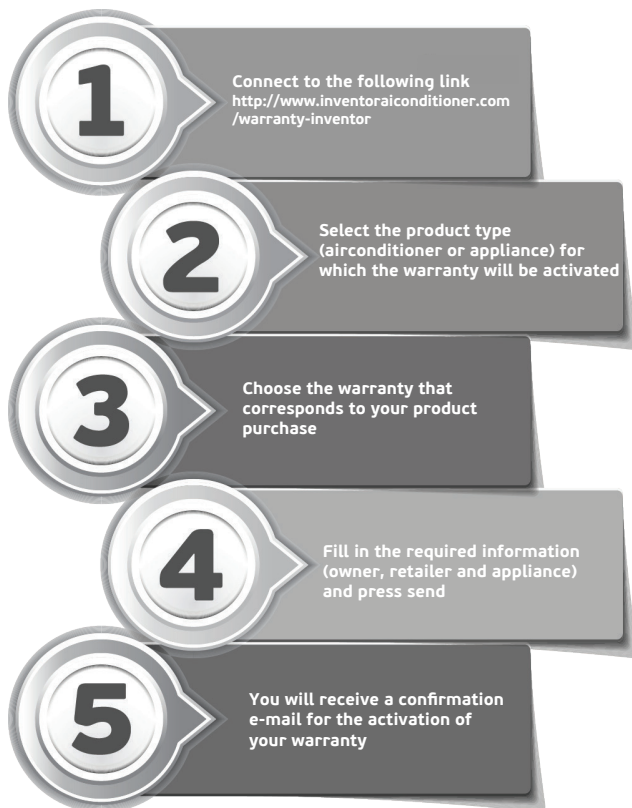 1
Connect to the following link
http://www.inventoraiconditioner.com
/warranty-inventor
2
Select the product type
(airconditioner or appliance) for
which the warranty will be activated
3
Choose the warranty that
corresponds to your product
purchase
4
Fill in the required information
(owner, retailer and appliance)
and press send
5
You will receive a confirmation
e-mail for the activation of
your warranty